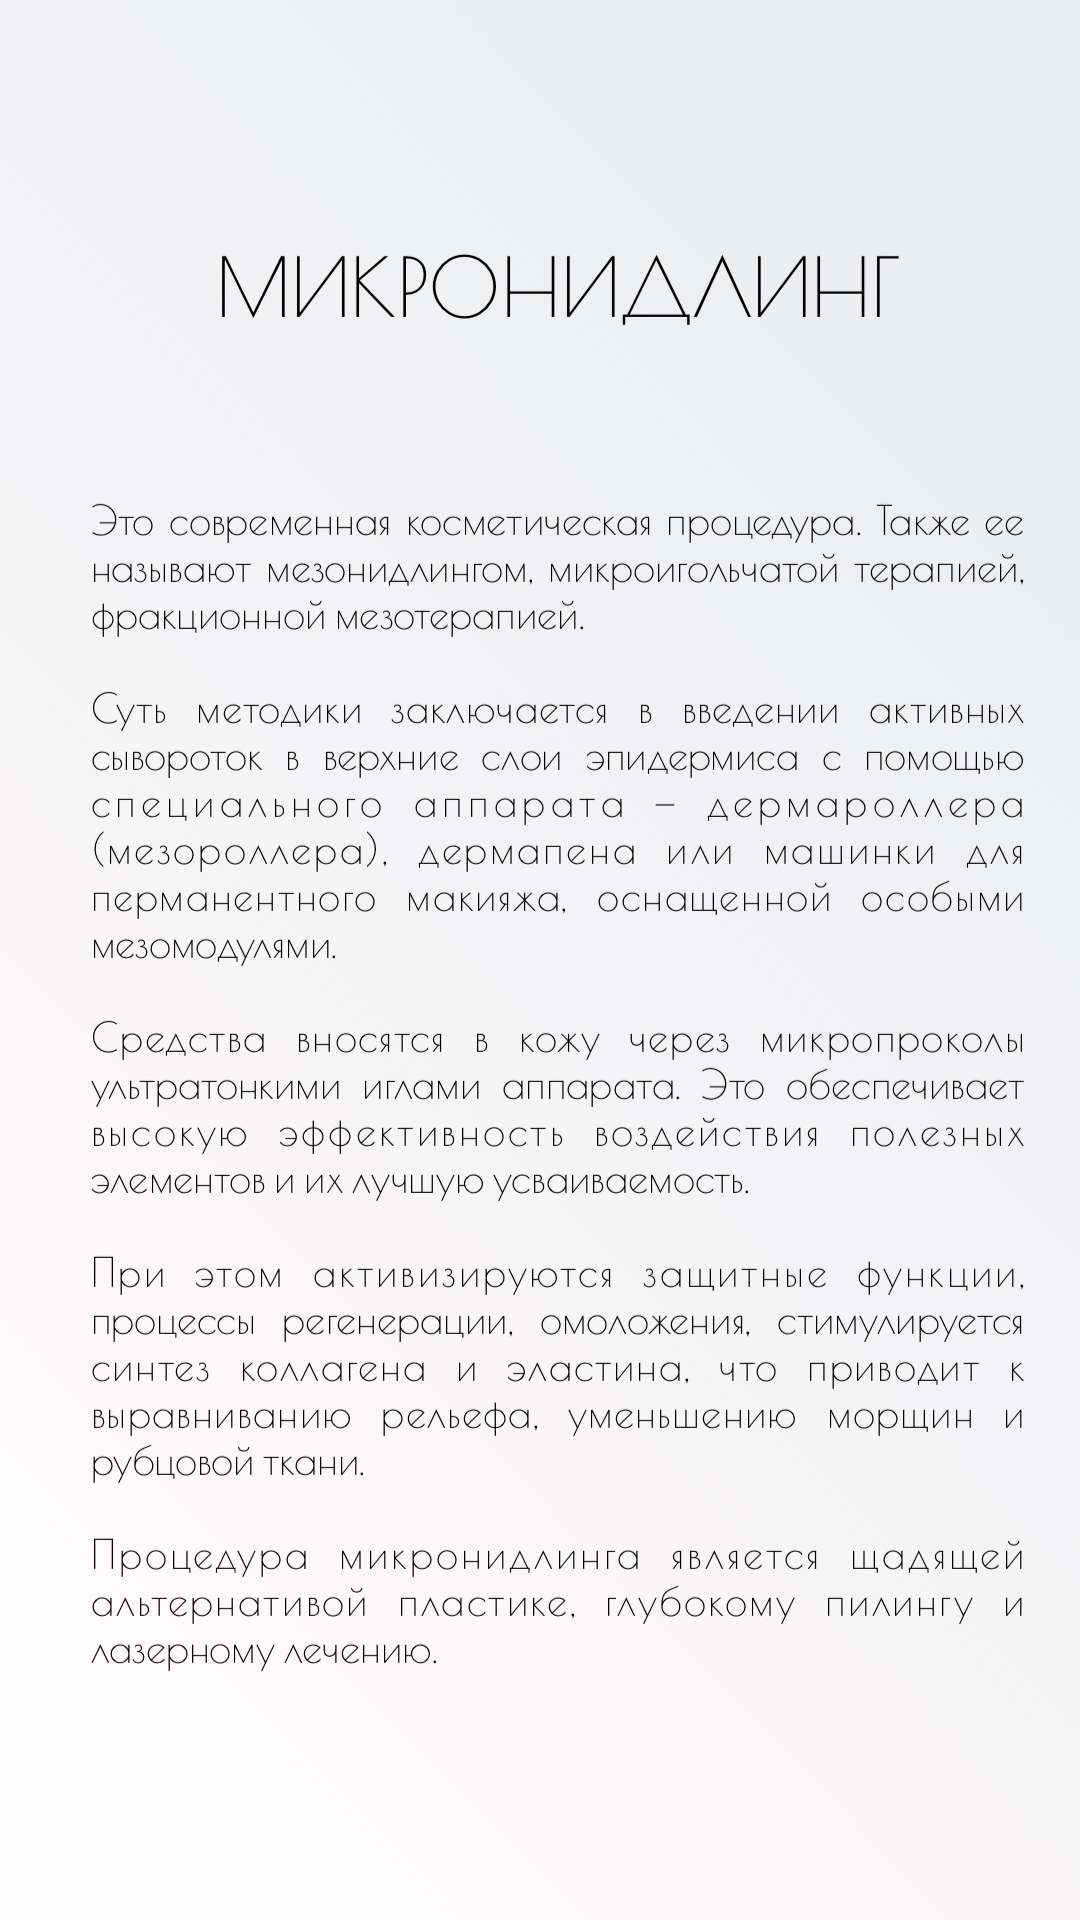 МИКРОНИДЛИНГ
Это современная косметическая процедура. Также ее
называют мезонидлингом, микроигольчатой терапией,
фракционной мезотерапией.
Суть методики заключается в введении активных
сывороток в верхние слои эпидермиса с помощью
специального аппарата – дермароллера
(мезороллера), дермапена или машинки для
перманентного макияжа, оснащенной особыми
мезомодулями.
Средства вносятся в кожу через микропроколы
ультратонкими иглами аппарата. Это обеспечивает
высокую эффективность воздействия полезных
элементов и их лучшую усваиваемость.
При этом активизируются защитные функции,
процессы регенерации, омоложения, стимулируется
синтез коллагена и эластина, что приводит к
выравниванию рельефа, уменьшению морщин и
рубцовой ткани.
Процедура микронидлинга является щадящей
альтернативой пластике, глубокому пилингу и
лазерному лечению.